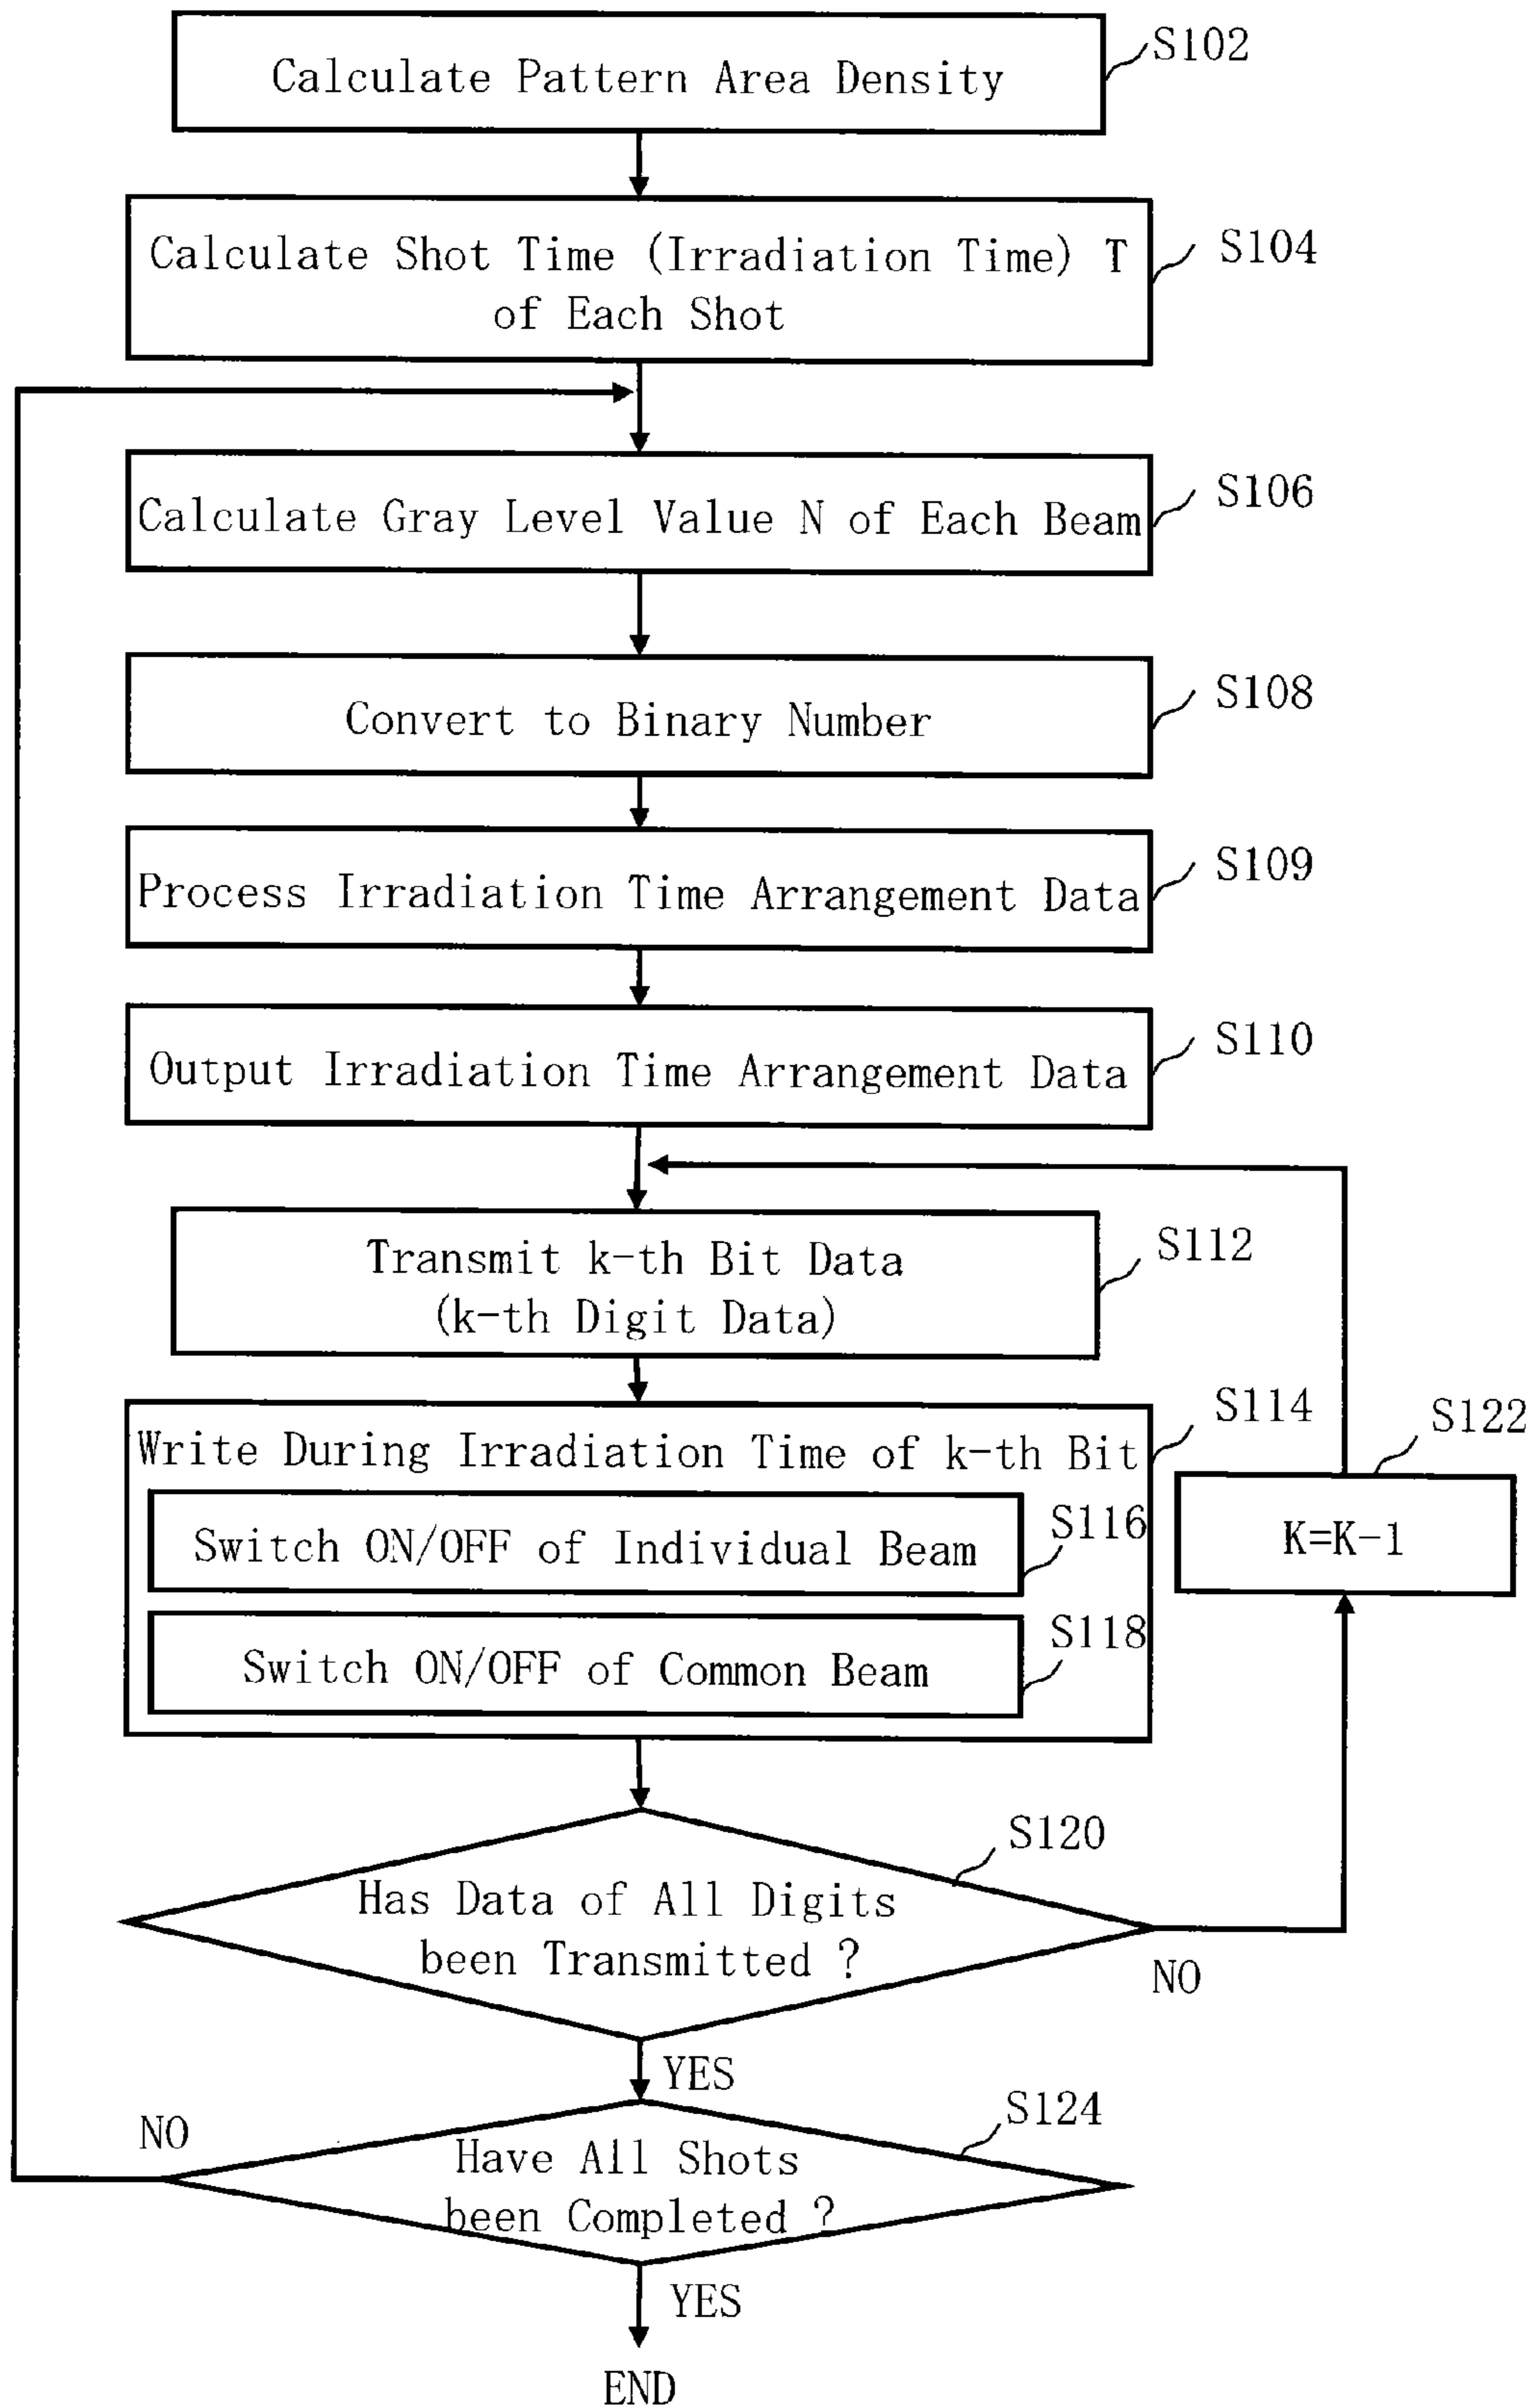 S102
Calculate Pattern Area Density
Calculate Shot Time (Irradiation Time) T
of Each Shot
S104
Calculate Gray Level Value N of Each Beam
S106
Convert to Binary Number
S108
Process Irradiation Time Arrangement Data
S109
Output Irradiation Time Arrangement Data
S110
Transmit k-th Bit Data
(k-th Digit Data)
S112
Write During Irradiation Time of k-th Bit
S114
Switch ON/OFF of Individual Beam
S116
Switch ON/OFF of Common Beam
S118
S122
K=K-1
S120
Has Data of All Digits
been Transmitted ?
NO
YES
S124
NO
Have All Shots
been Completed ?
YES
END